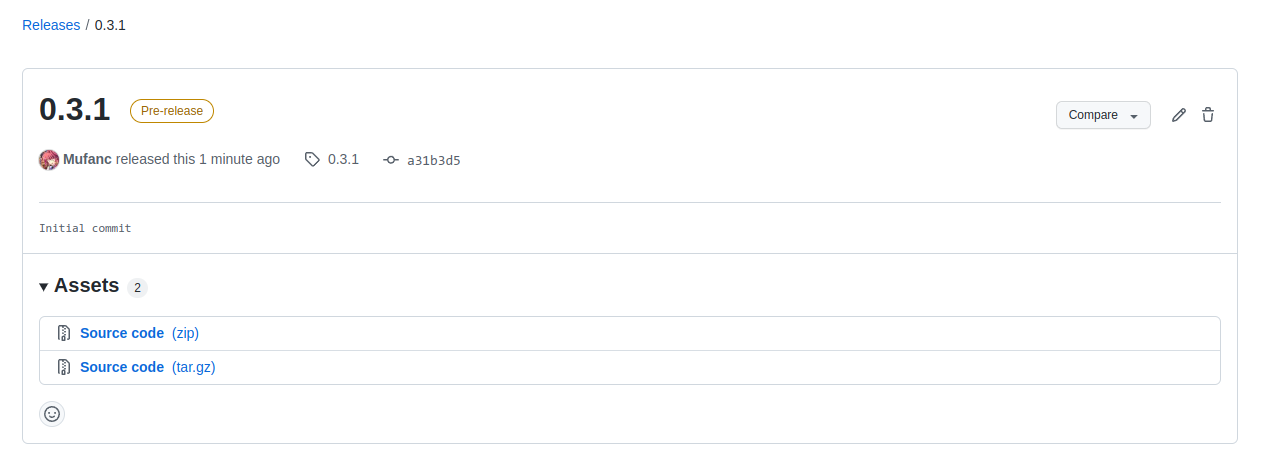 Releases / 0.3.1
0.3.1 Pre-release Compare
Mufanc released this 1 minute ago 0.3.1 a31b3d5
Initial commit
Assets 2
Source code (zip)
Source code (tar.gz)